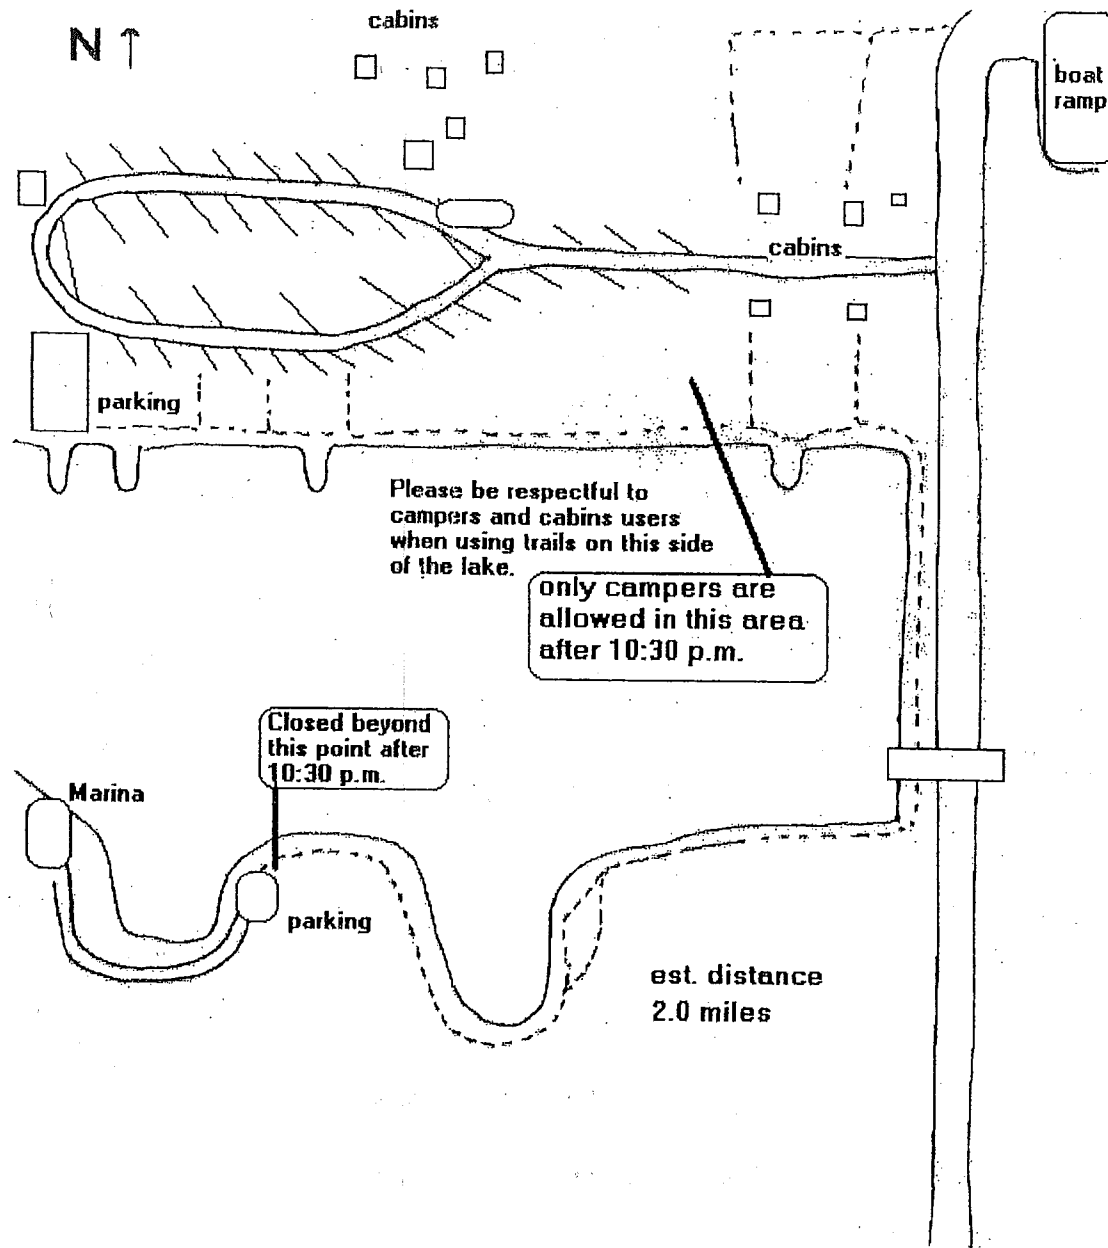 cabins
N ↑
boat
ramp
cabins
parking
Please be respectful to
campers and cabins users
when using trails on this side
of the lake.
only campers are
allowed in this area
after 10:30 p.m.
Closed beyond
this point after
10:30 p.m.
Marina
parking
est. distance
2.0 miles